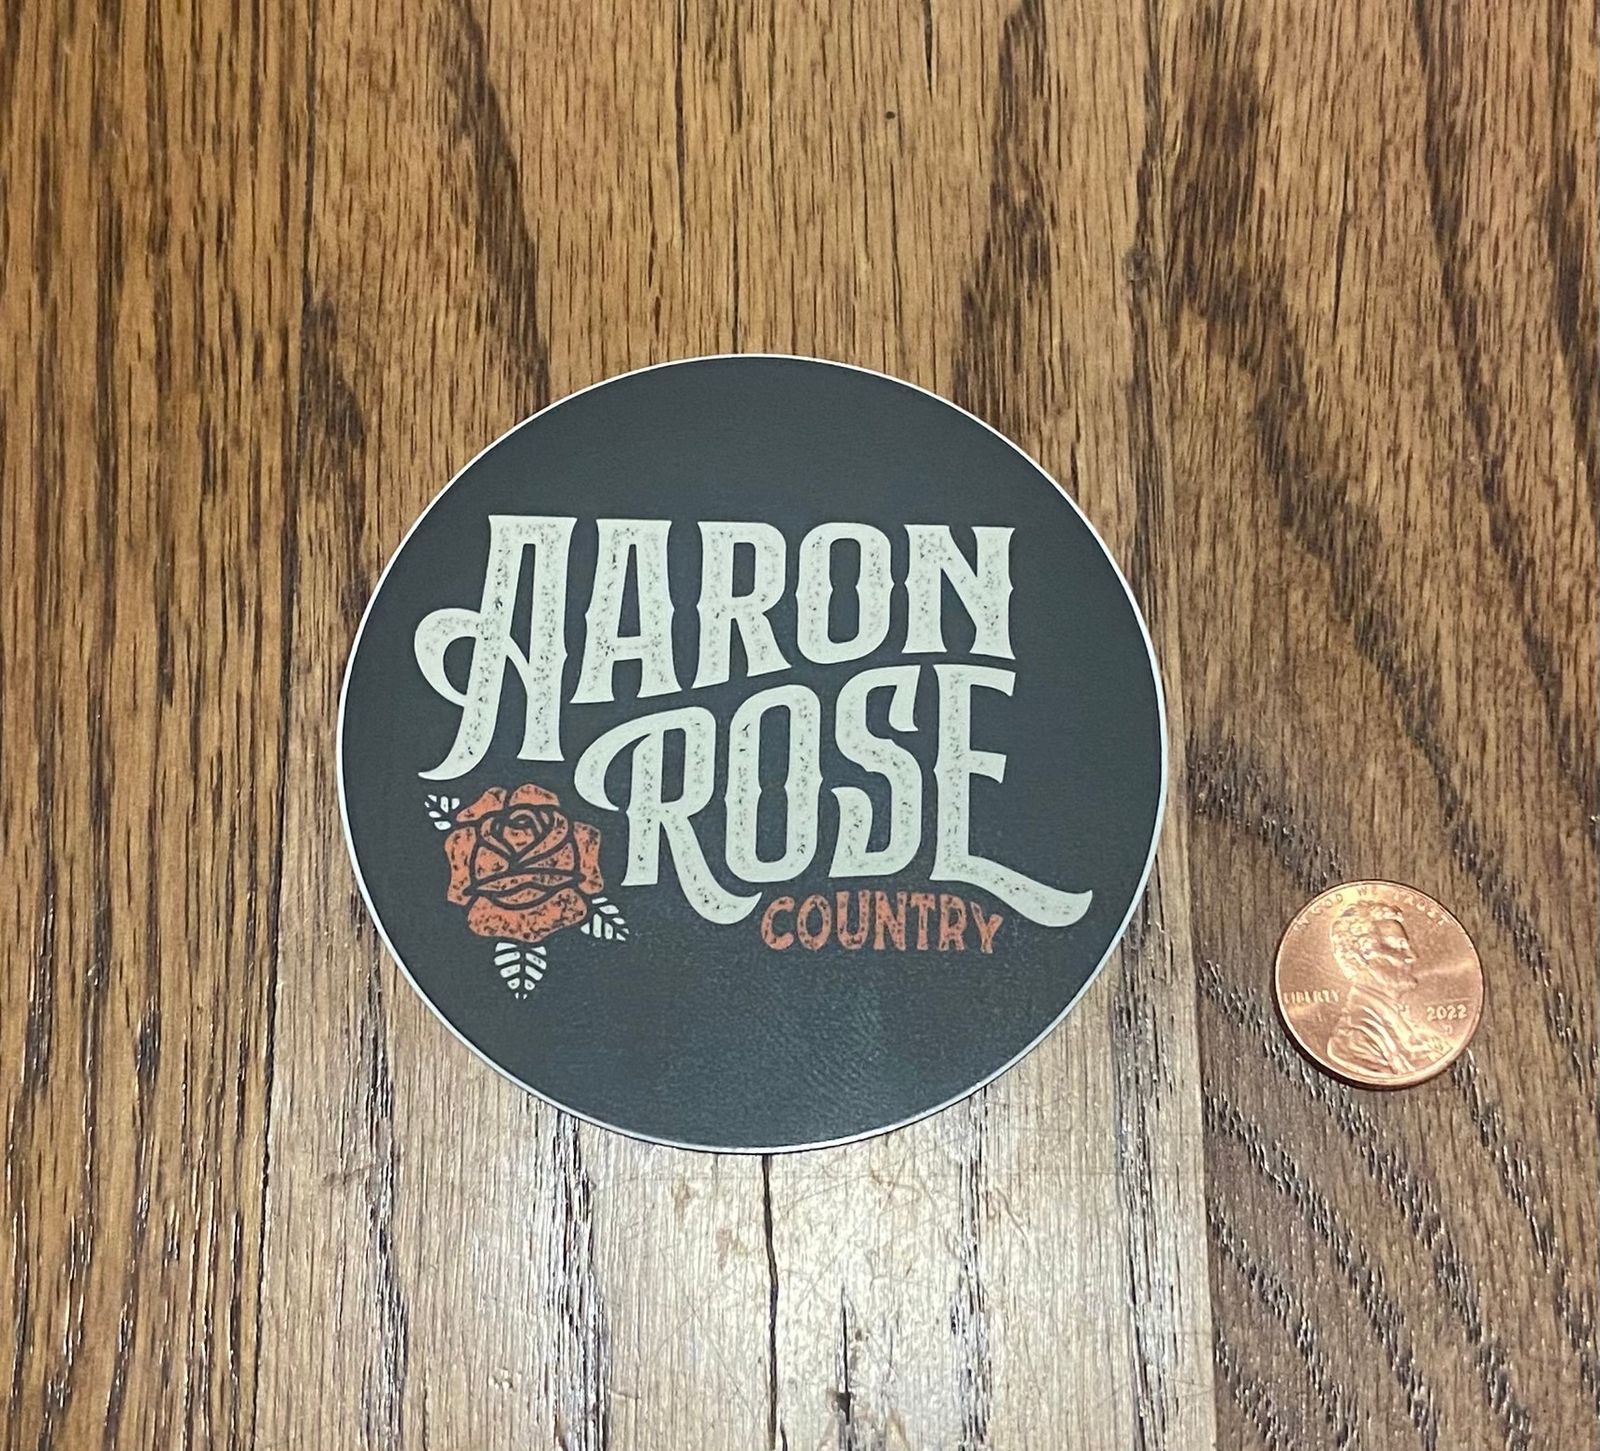 AARON
ROSE
COUNTRY
IN GOD WE TRUST
LIBERTY
2022
D